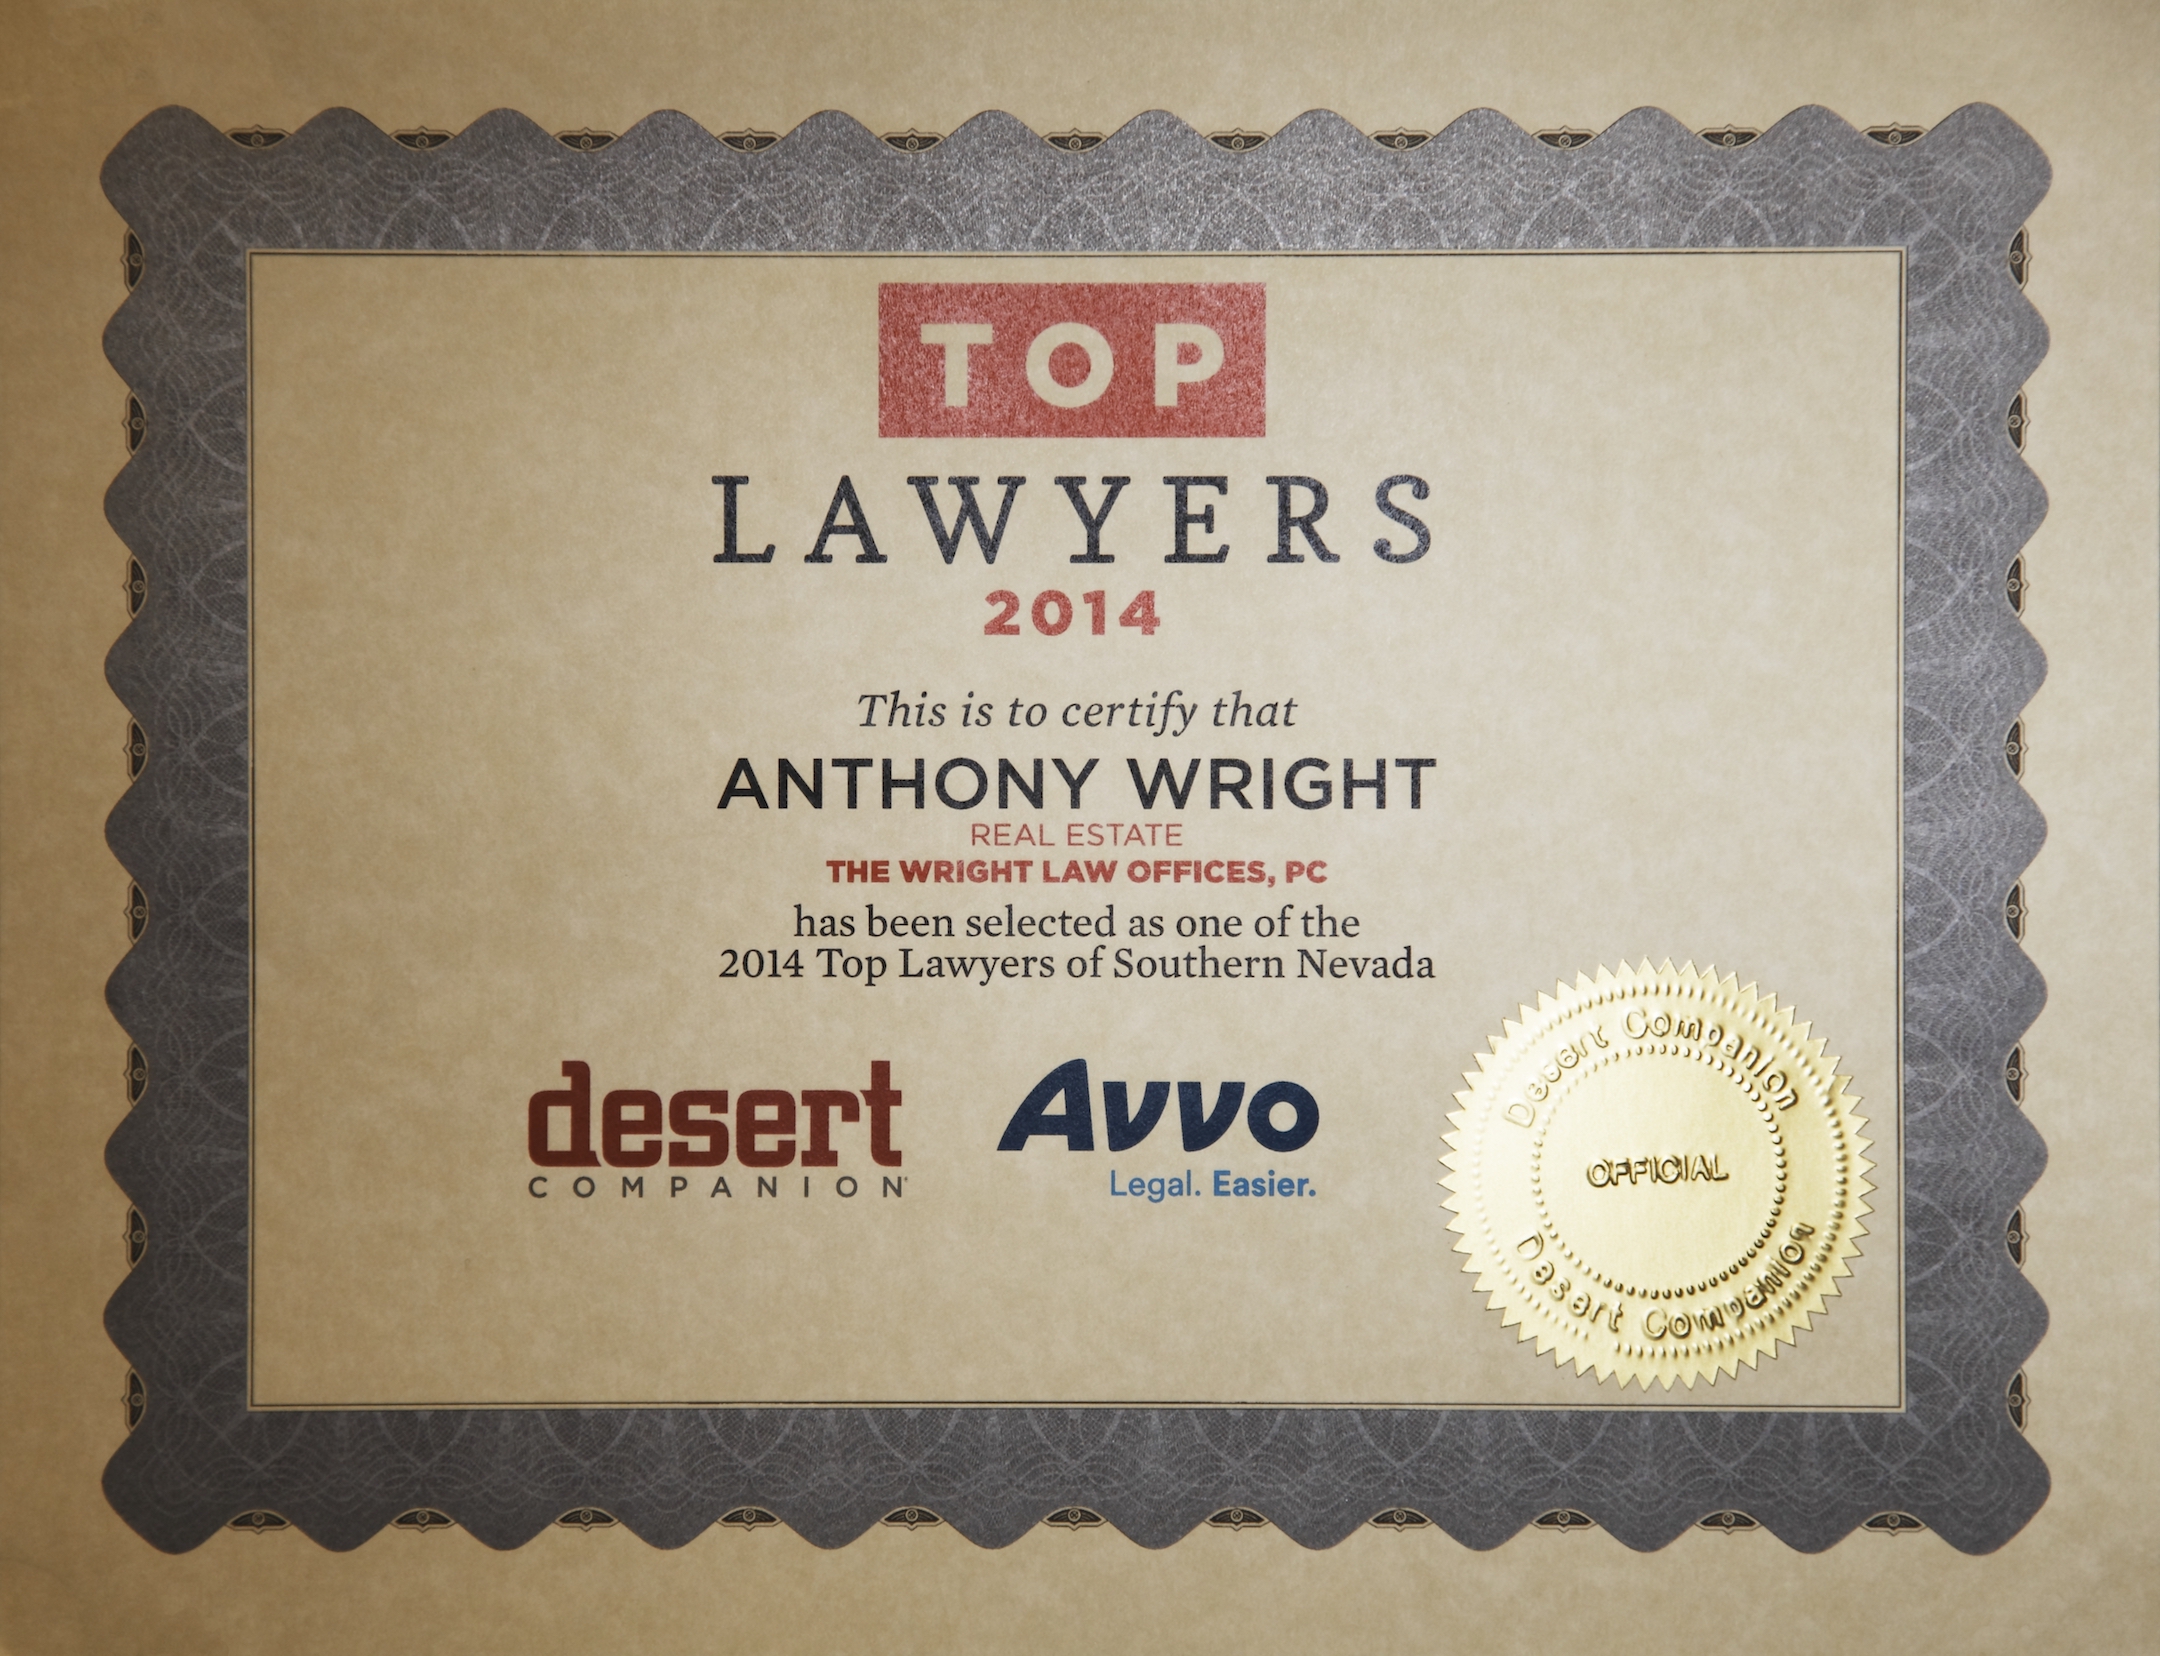 TOP
LAWYERS
2014
This is to certify that
ANTHONY WRIGHT
REAL ESTATE
THE WRIGHT LAW OFFICES, PC
has been selected as one of the
2014 Top Lawyers of Southern Nevada
desert
COMPANION
Avvo
Legal. Easier.
Desert Companion
OFFICIAL
Desert Companion